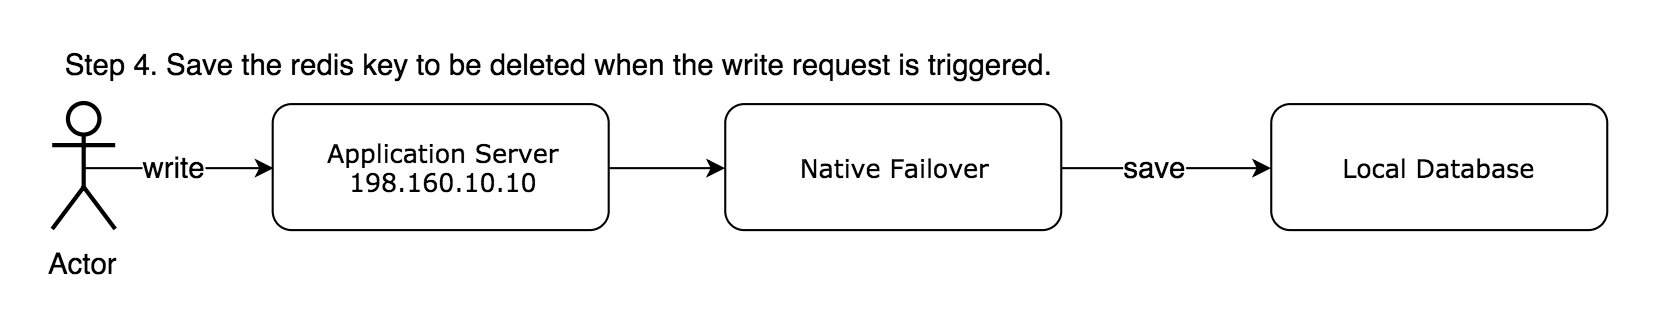 Step 4. Save the redis key to be deleted when the write request is triggered.
write
Application Server
198.160.10.10
Native Failover
save
Local Database
Actor